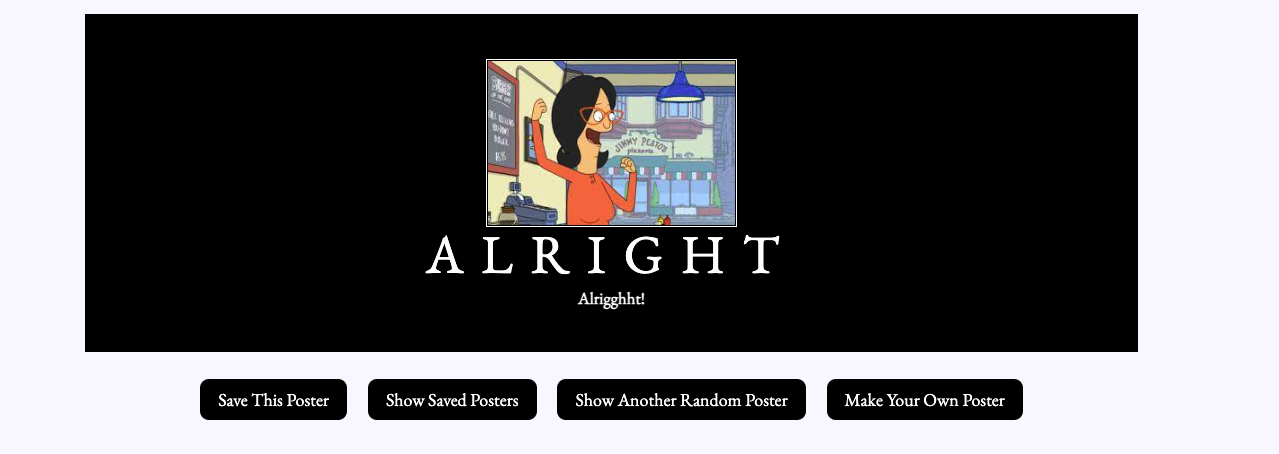 JIMMY PESTO'S
pizzeria
ALRIGHT
Alrigghht!
Save This Poster
Show Saved Posters
Show Another Random Poster
Make Your Own Poster